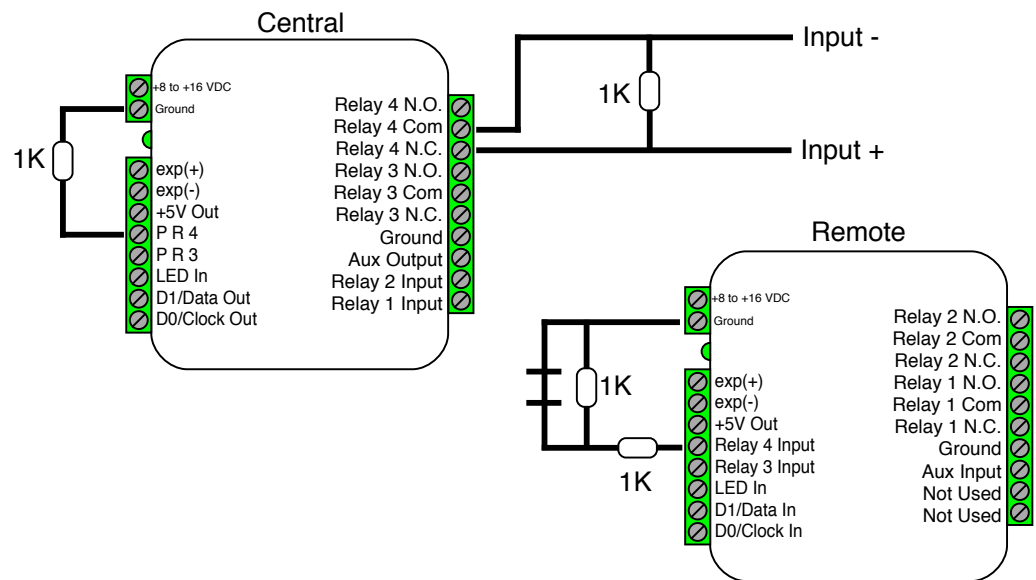 Central
+8 to +16 VDC
Ground
1K
exp(+)
exp(-)
+5V Out
P R 4
P R 3
LED In
D1/Data Out
D0/Clock Out
Relay 4 N.O.
Relay 4 Com
Relay 4 N.C.
Relay 3 N.O.
Relay 3 Com
Relay 3 N.C.
Ground
Aux Output
Relay 2 Input
Relay 1 Input
Input -
1K
Input +
Remote
+8 to +16 VDC
Ground
1K
1K
exp(+)
exp(-)
+5V Out
Relay 4 Input
Relay 3 Input
LED In
D1/Data In
D0/Clock In
Relay 2 N.O.
Relay 2 Com
Relay 2 N.C.
Relay 1 N.O.
Relay 1 Com
Relay 1 N.C.
Ground
Aux Input
Not Used
Not Used